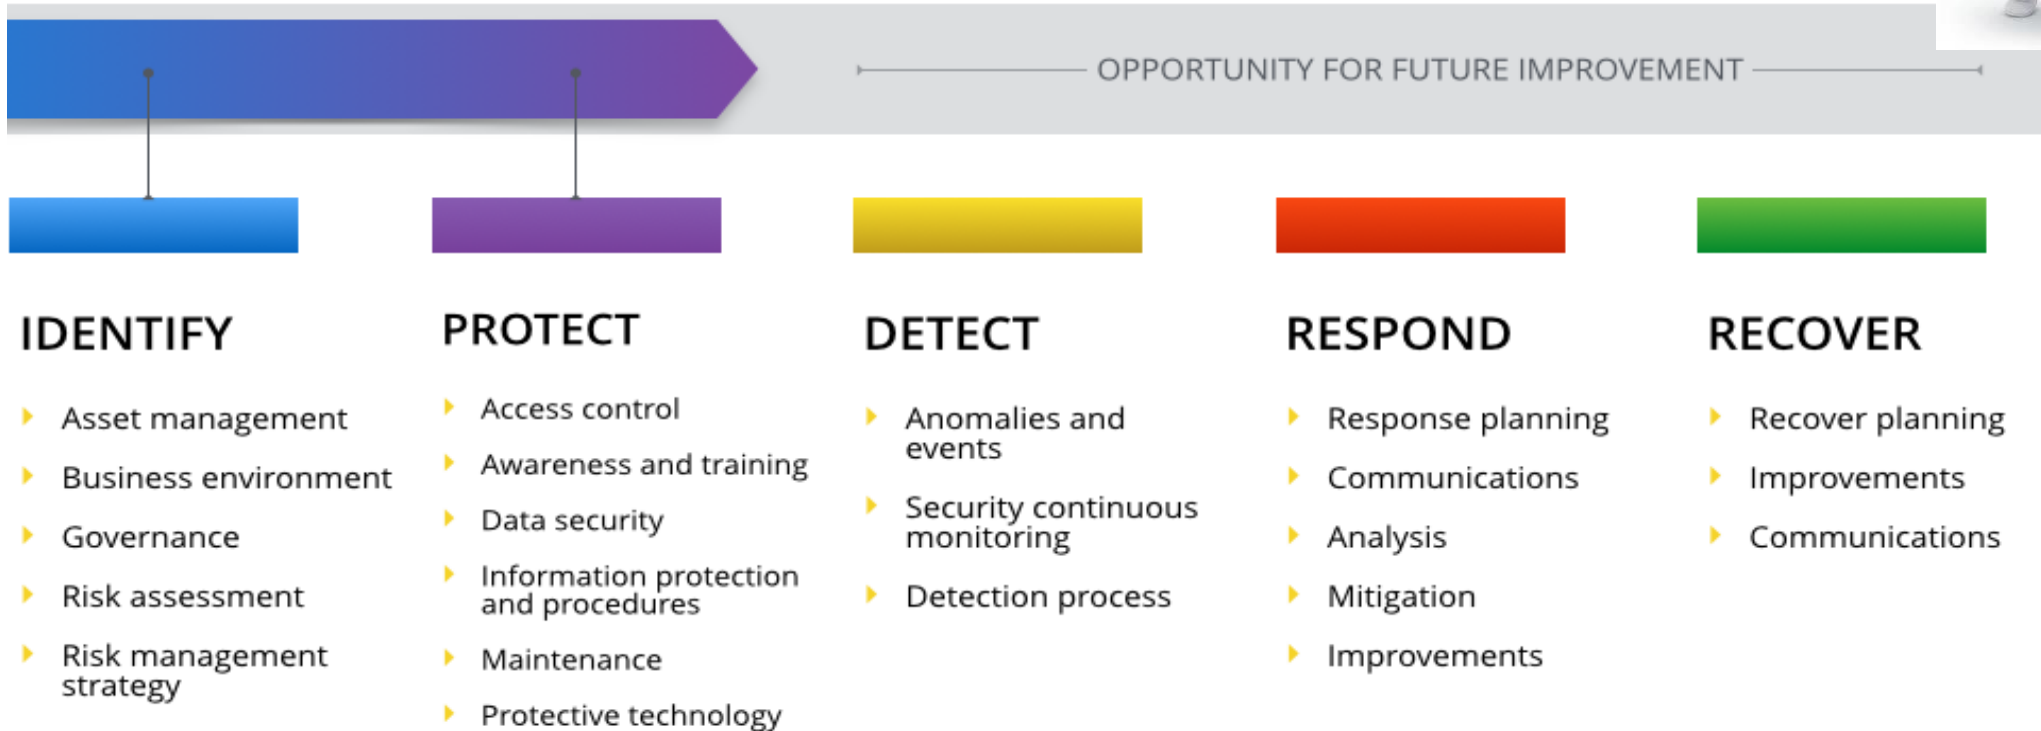 OPPORTUNITY FOR FUTURE IMPROVEMENT
IDENTIFY
Asset management
Business environment
Governance
Risk assessment
Risk management
strategy
PROTECT
Access control
Awareness and training
Data security
Information protection
and procedures
Maintenance
Protective technology
DETECT
Anomalies and
events
Security continuous
monitoring
Detection process
RESPOND
Response planning
Communications
Analysis
Mitigation
Improvements
RECOVER
Recover planning
Improvements
Communications